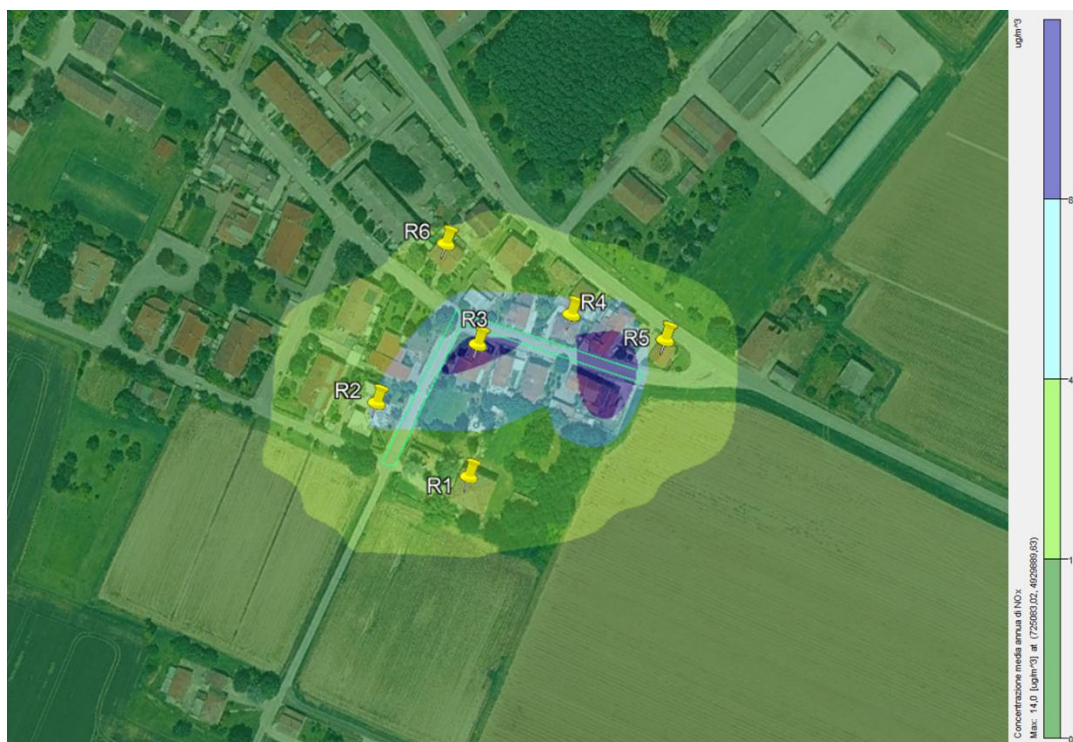 R6
R4
R3
R5
R2
R1
ug/m^3
8
4
1
0
Concentrazione media annua di NOx
Max: 14,0 [ug/m^3] at (725083,02, 4929889,63)